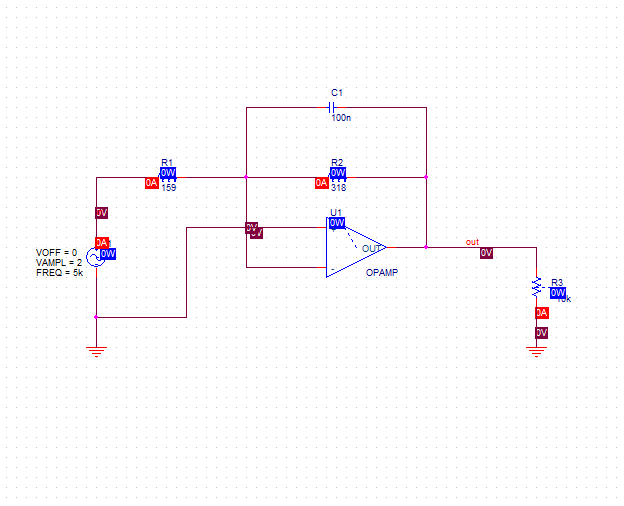 C1
100n
R1
0W
0A
159
R2
0W
0A
318
0V
U1
0W
0V
0V
OUT
-
OPAMP
out
0V
0A
0W
VOFF = 0
VAMPL = 2
FREQ = 5k
R3
0W
0A
0V